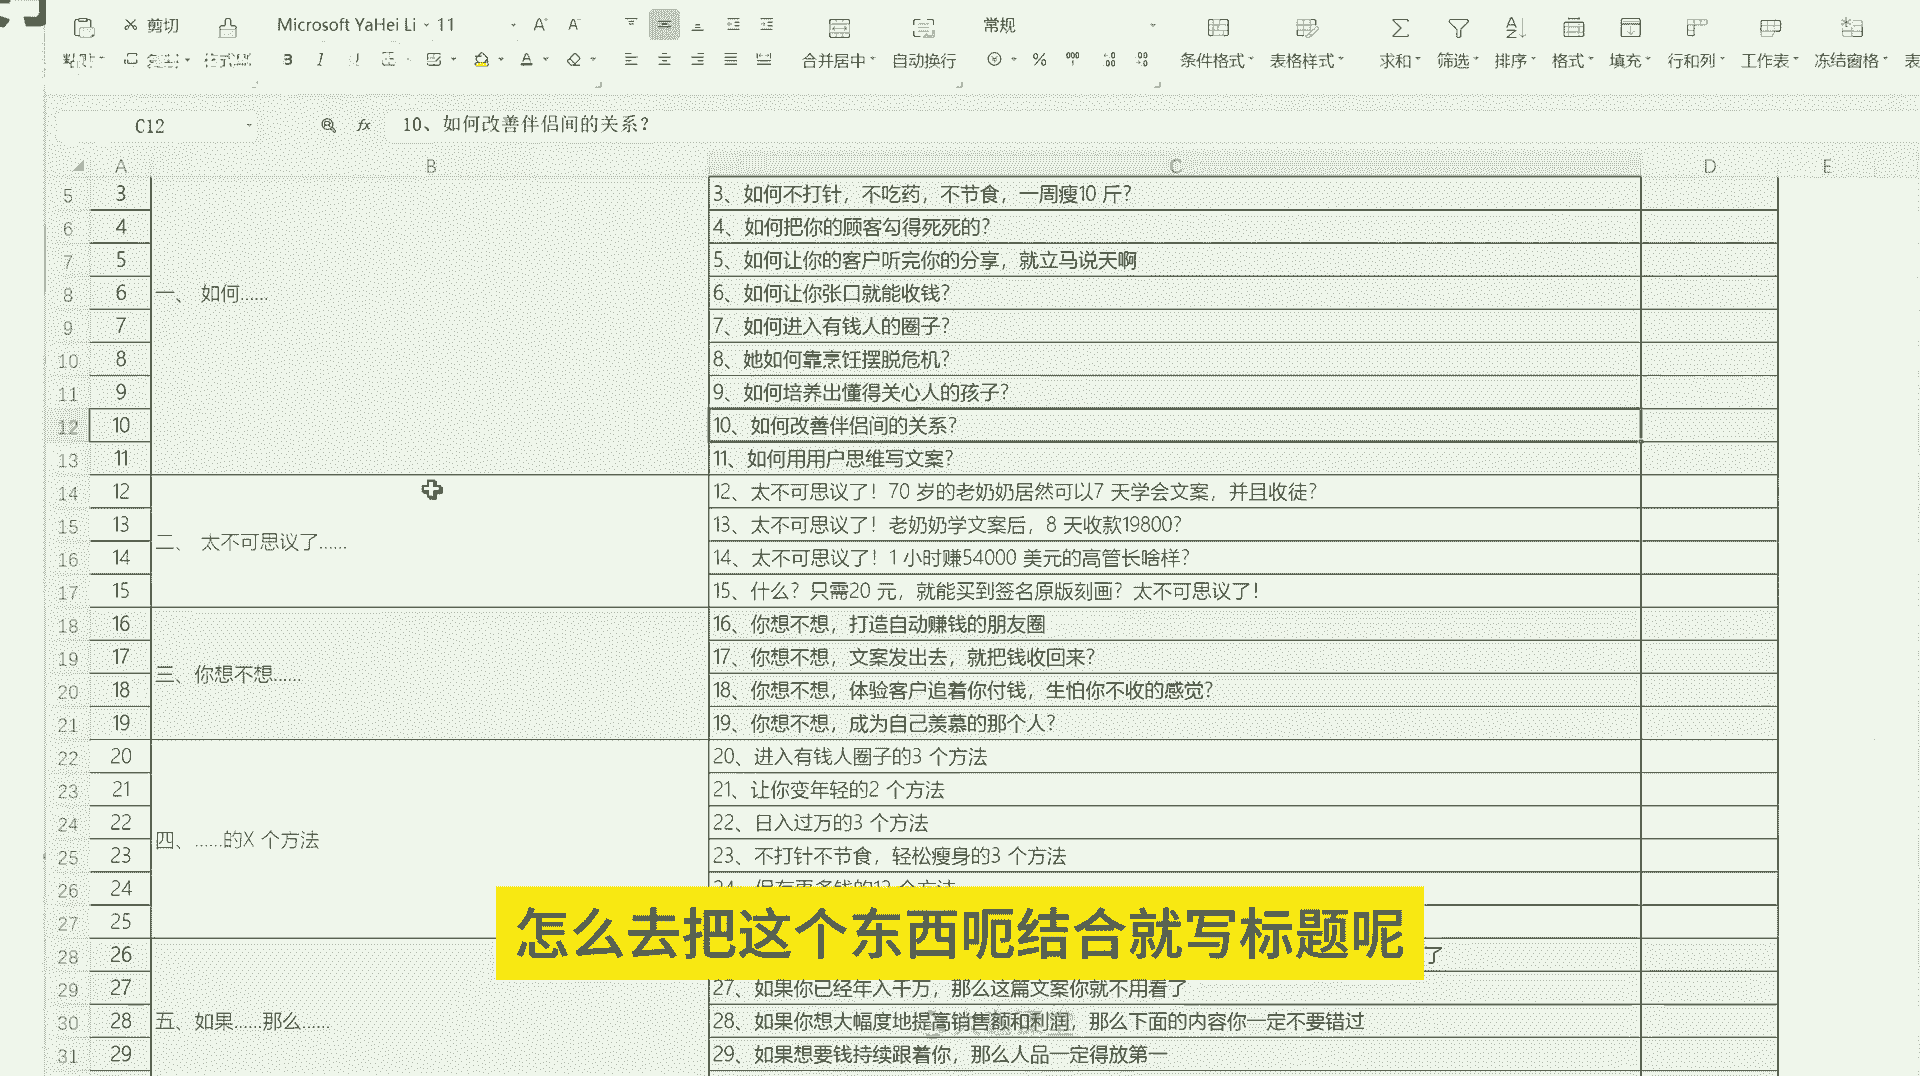 剪切 Microsoft YaHei Li 11 A⁺ A⁻ 常规
B I U A 合并居中 自动换行 % 条件格式 表格样式 求和 筛选 排序 格式 填充 行和列 工作表 冻结窗格 表
C12 fx 10、如何改善伴侣间的关系？
A B C D E
5 3 3、如何不打针，不吃药，不节食，一周瘦10 斤？
6 4 4、如何把你的顾客勾得死死的？
7 5 5、如何让你的客户听完你的分享，就立马说天啊
8 6 一、 如何…… 6、如何让你张口就能收钱？
9 7 7、如何进入有钱人的圈子？
10 8 8、她如何靠烹饪摆脱危机？
11 9 9、如何培养出懂得关心人的孩子？
12 10 10、如何改善伴侣间的关系？
13 11 11、如何用用户思维写文案？
14 12 12、太不可思议了！70 岁的老奶奶居然可以7 天学会文案，并且收徒？
15 13 13、太不可思议了！老奶奶学文案后，8 天收款19800？
二、 太不可思议了……
16 14 14、太不可思议了！1 小时赚54000 美元的高管长啥样？
17 15 15、什么？只需20 元，就能买到签名原版刻画？太不可思议了！
18 16 16、你想不想，打造自动赚钱的朋友圈
19 17 17、你想不想，文案发出去，就把钱收回来？
三、你想不想……
20 18 18、你想不想，体验客户追着你付钱，生怕你不收的感觉？
21 19 19、你想不想，成为自己羡慕的那个人？
22 20 20、进入有钱人圈子的3 个方法
23 21 21、让你变年轻的2 个方法
24 22 22、日入过万的3 个方法
四、……的X 个方法
25 23 23、不打针不节食，轻松瘦身的3 个方法
26 24
27 25
怎么去把这个东西呃结合就写标题呢
28 26 了
29 27 27、如果你已经年入千万，那么这篇文案你就不用看了
30 28 五、如果……那么…… 28、如果你想大幅度地提高销售额和利润，那么下面的内容你一定不要错过
31 29 29、如果想要钱持续跟着你，那么人品一定得放第一